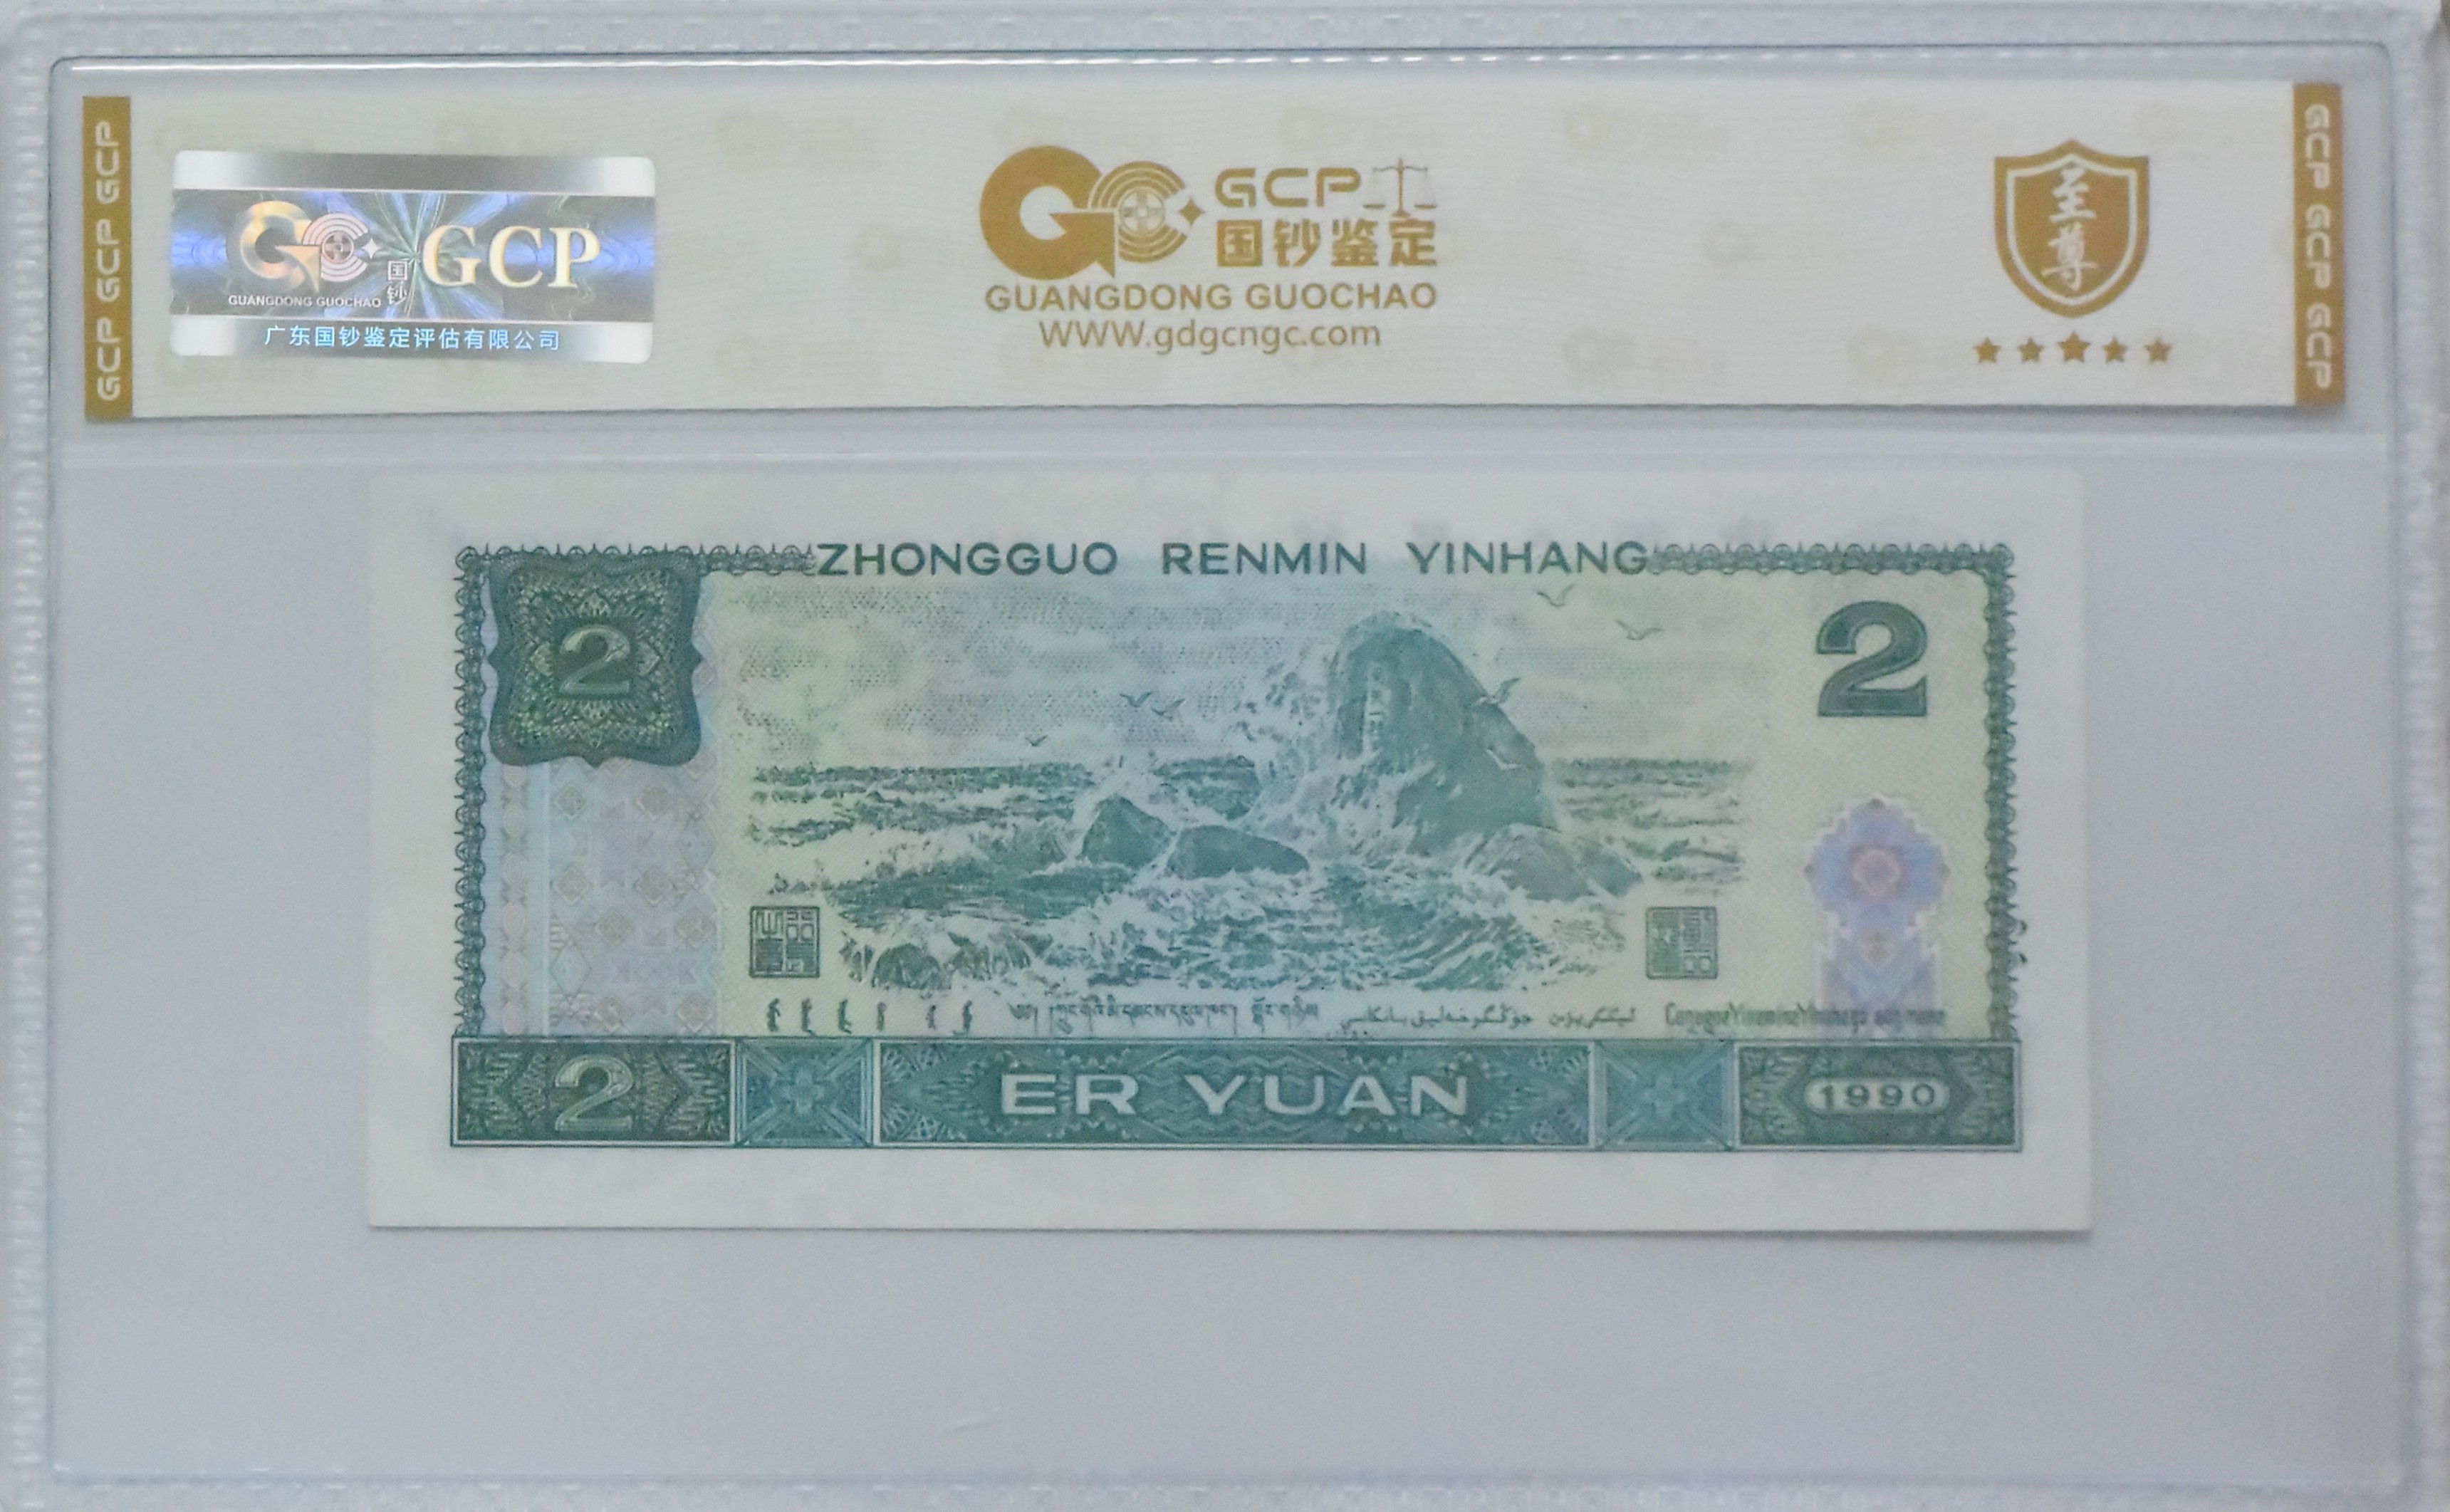 GCP GCP GCP
国钞
GCP
GUANGDONG GUOCHAO
广东国钞鉴定评估有限公司
GCP
国钞鉴定
GUANGDONG GUOCHAO
WWW.gdgcngc.com
至尊
GCP GCP GCP
ZHONGGUO RENMIN YINHANG
2
2
2
ER YUAN
1990